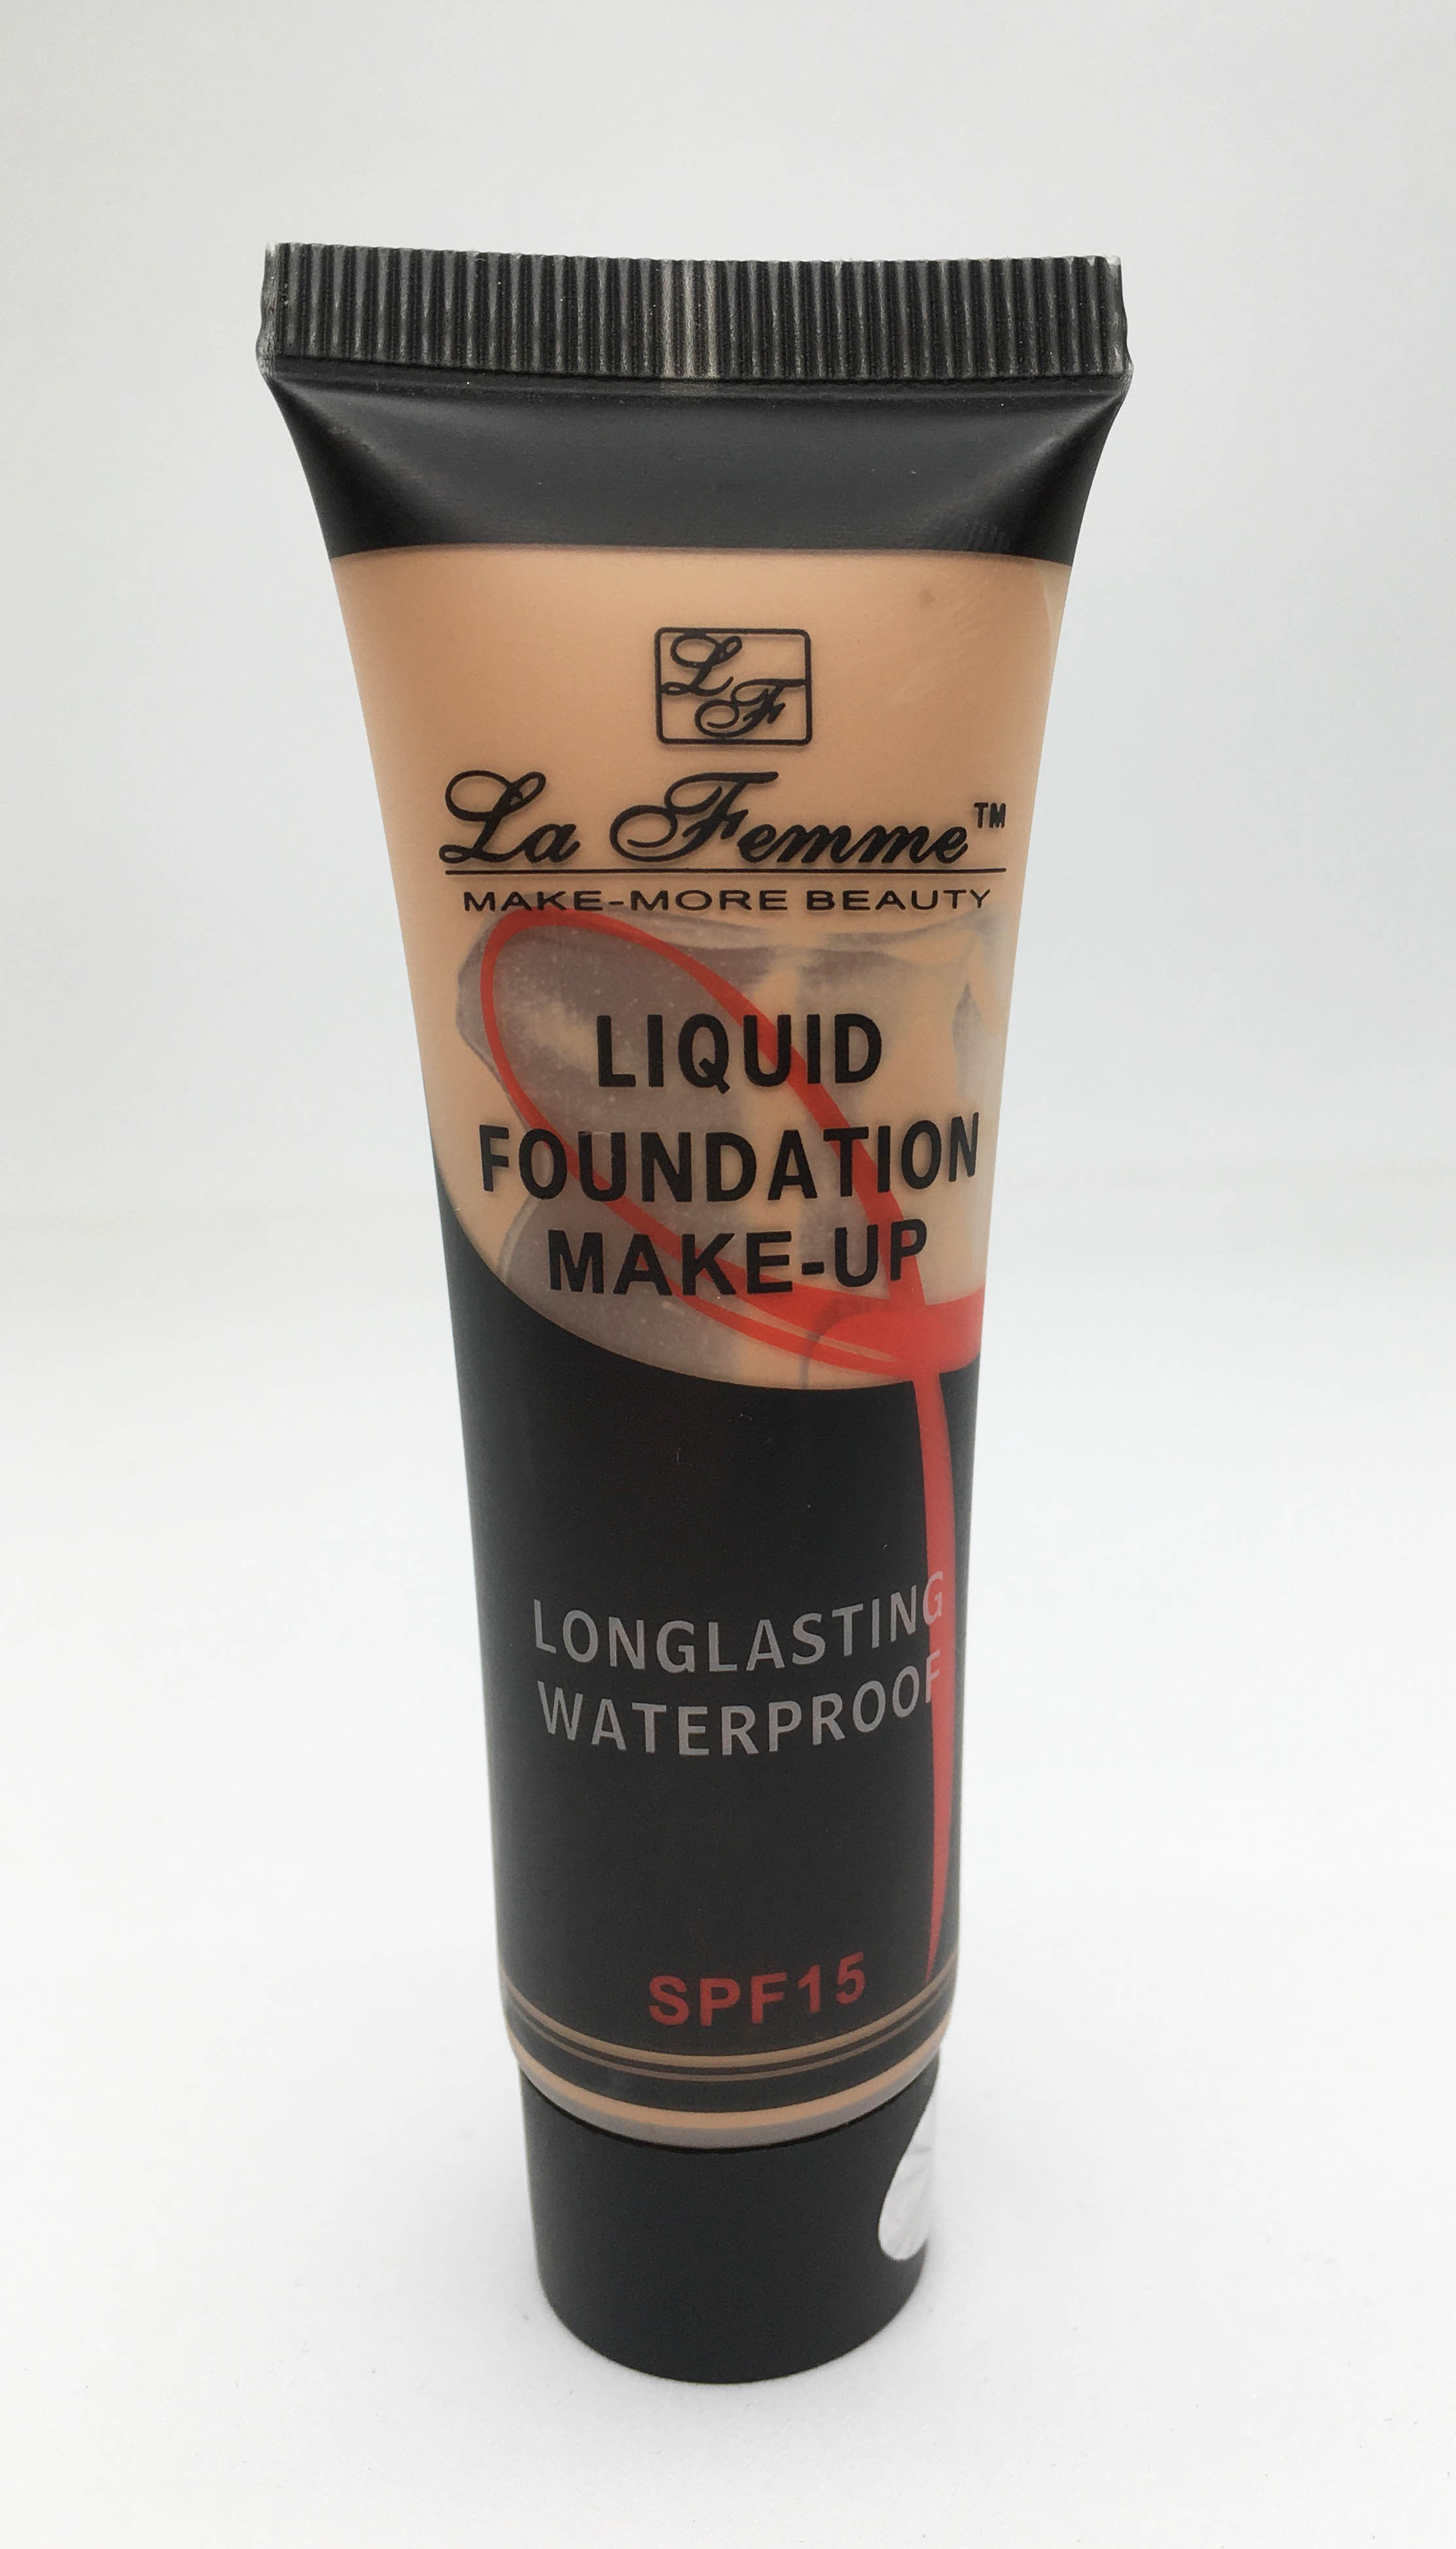 LF
La Femme™
MAKE-MORE BEAUTY
LIQUID
FOUNDATION
MAKE-UP
LONGLASTING
WATERPROOF
SPF15